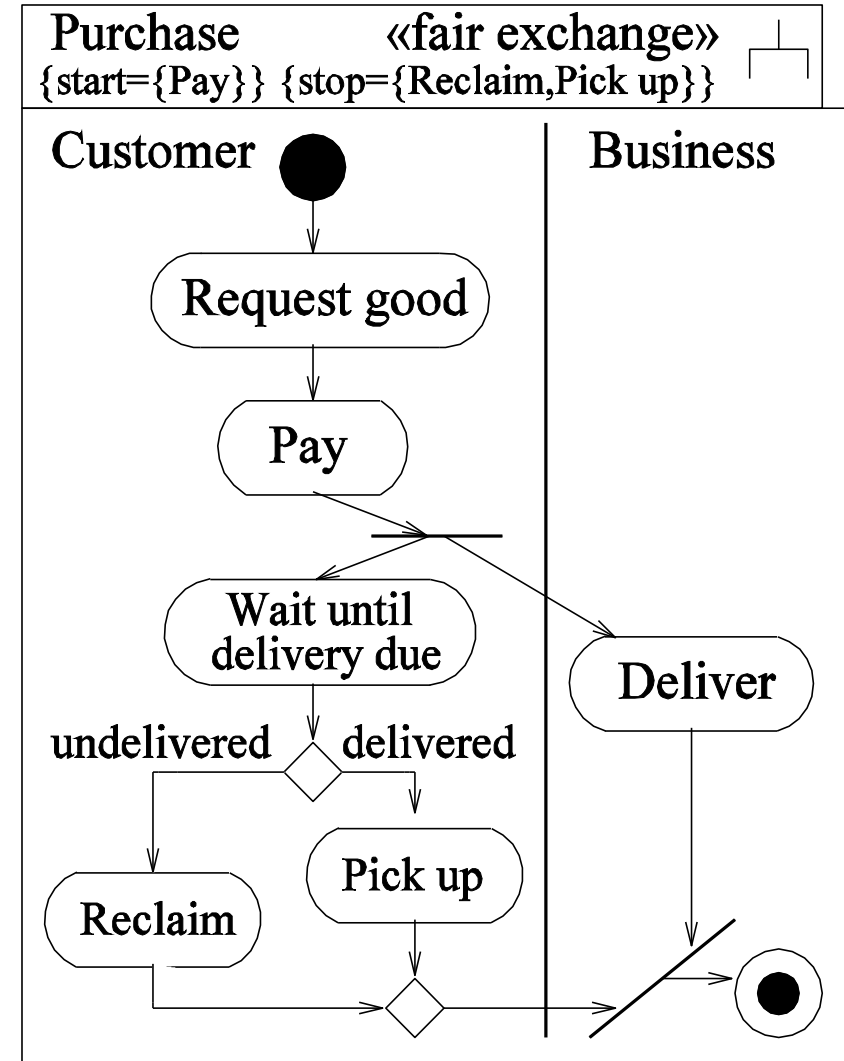 Purchase «fair exchange»
{start={Pay}} {stop={Reclaim,Pick up}}
Customer
Business
Request good
Pay
Wait until
delivery due
Deliver
undelivered
delivered
Pick up
Reclaim